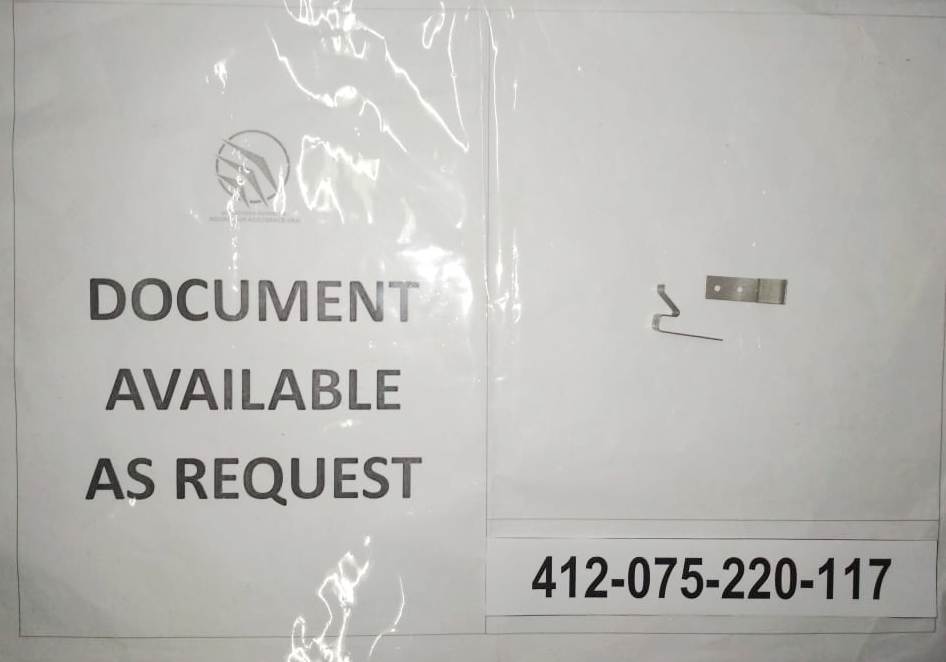 DOCUMENT
AVAILABLE
AS REQUEST
412-075-220-117